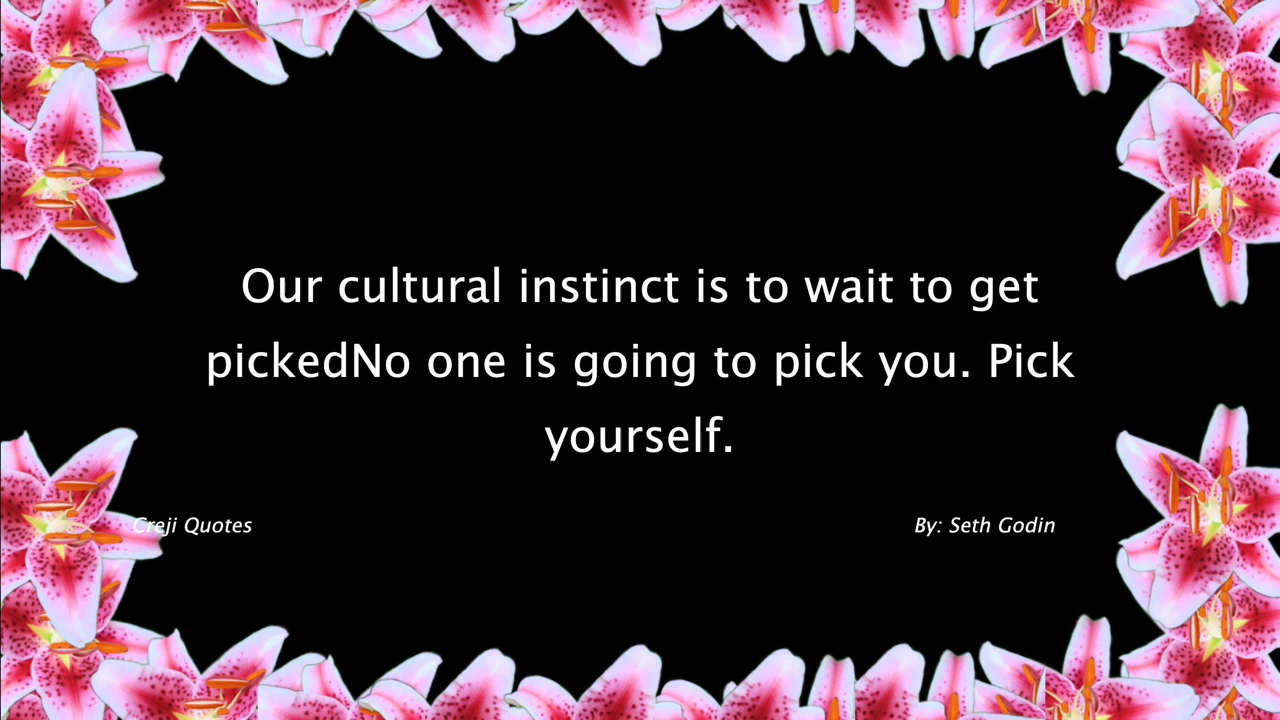 Our cultural instinct is to wait to get
pickedNo one is going to pick you. Pick
yourself.
Creji Quotes
By: Seth Godin